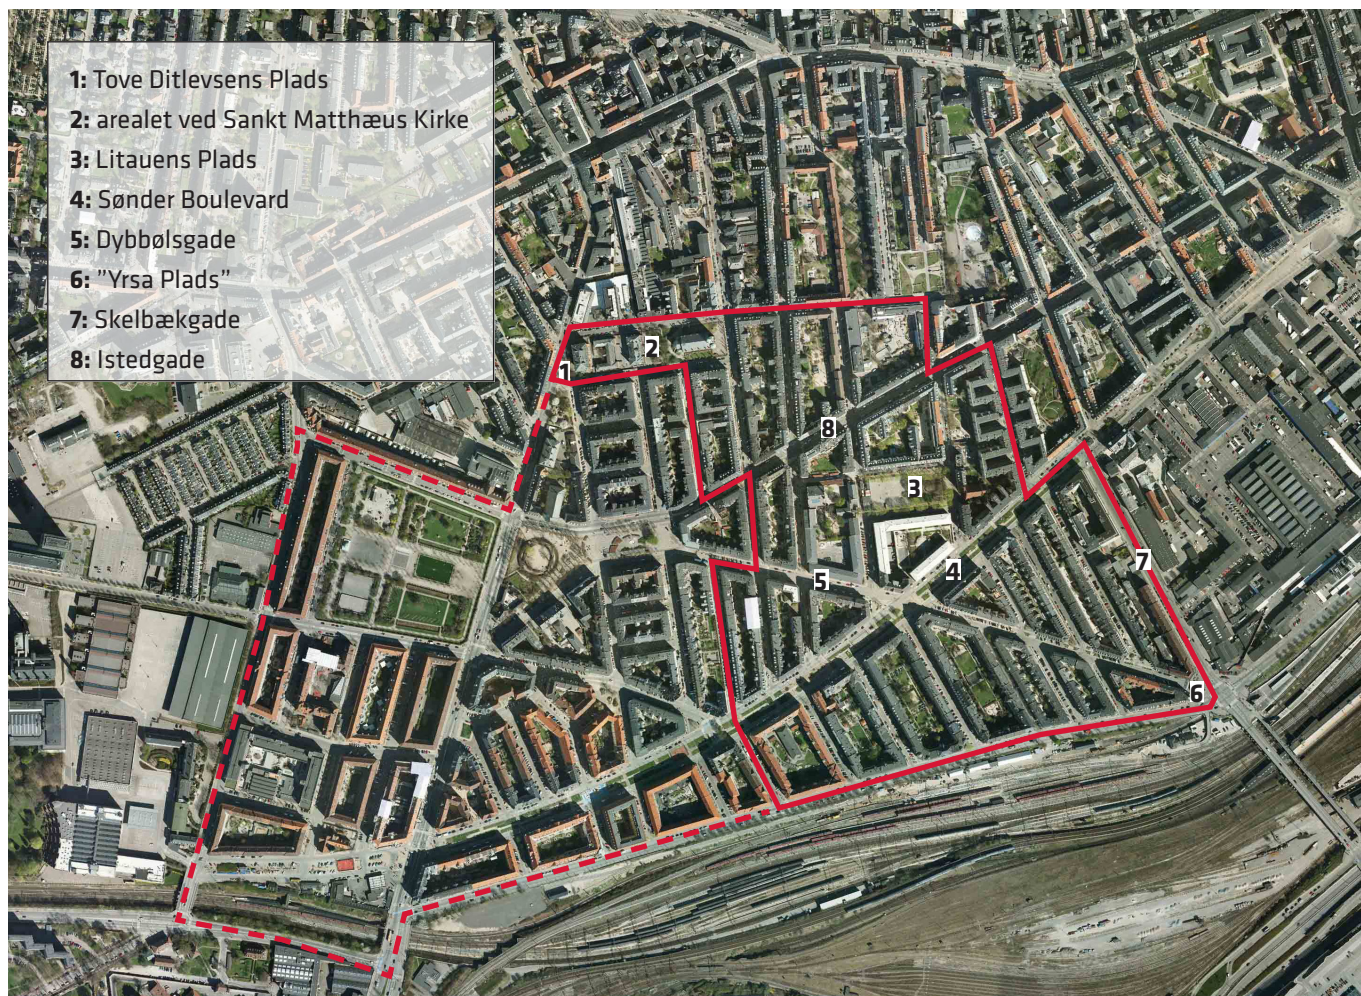 1: Tove Ditlevsens Plads
2: arealet ved Sankt Matthæus Kirke
3: Litauens Plads
4: Sønder Boulevard
5: Dybbølsgade
6: ”Yrsa Plads”
7: Skelbækgade
8: Istedgade
2
1
8
3
5
4
7
6